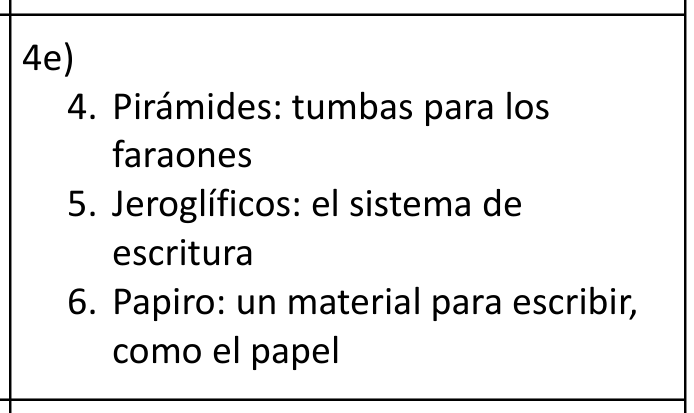 4e)
4. Pirámides: tumbas para los
faraones
5. Jeroglíficos: el sistema de
escritura
6. Papiro: un material para escribir,
como el papel